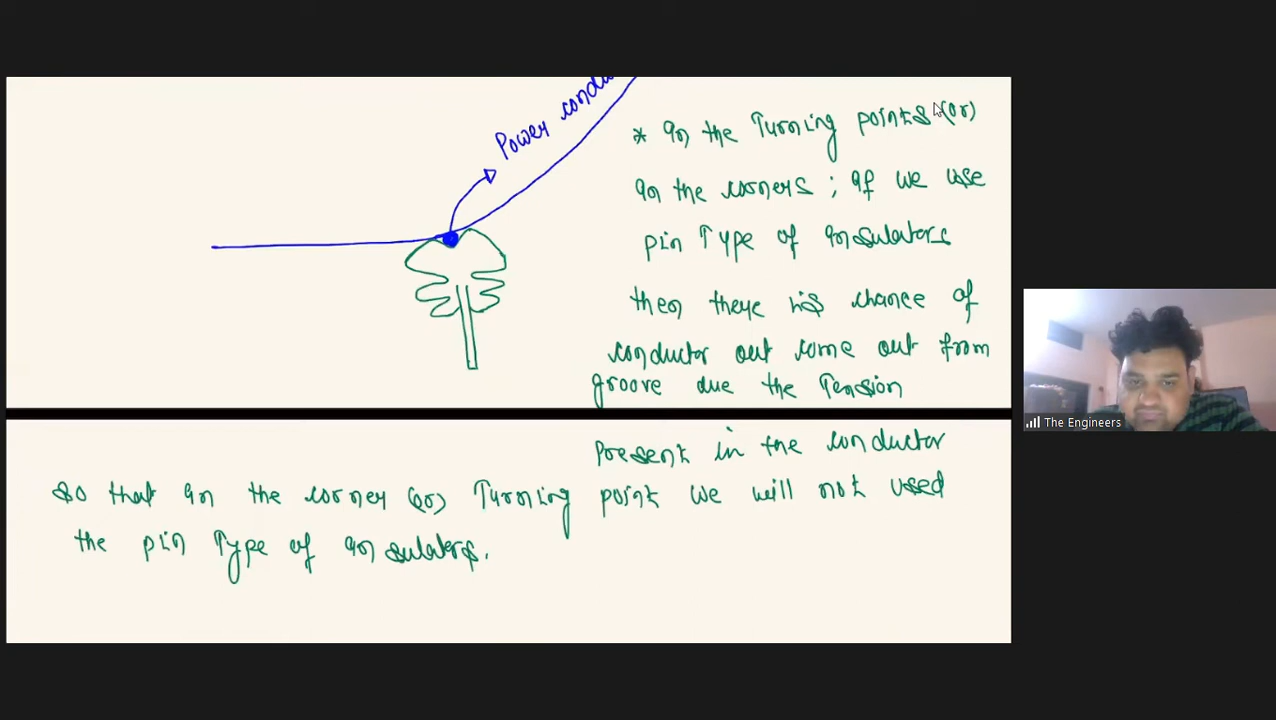 Power condu
* In the Turning points (or)
In the corners ; If we use
pin Type of Insulators
then there his chance of
conductor out come out from
groove due the Tension
Present in the conductor
So that In the corner (or) Turning point we will not used
the pin Type of Insulators.
The Engineers